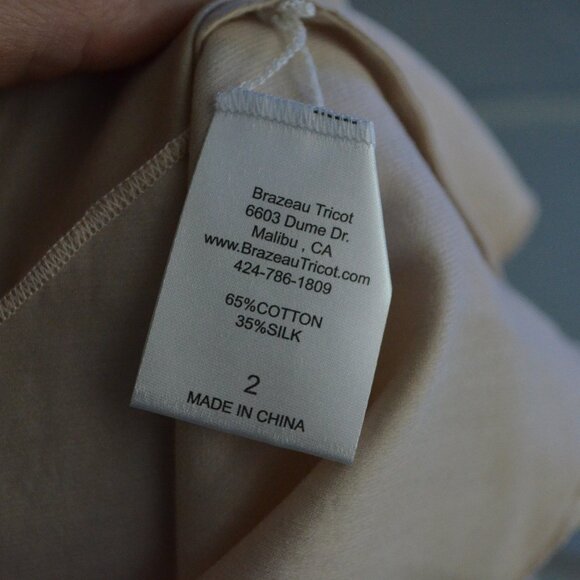 Brazeau Tricot
6603 Dume Dr.
Malibu , CA
www.BrazeauTricot.com
424-786-1809
65%COTTON
35%SILK
2
MADE IN CHINA